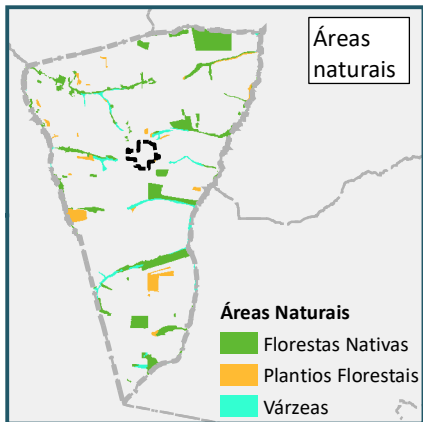 Áreas
naturais
Áreas Naturais
Florestas Nativas
Plantios Florestais
Várzeas